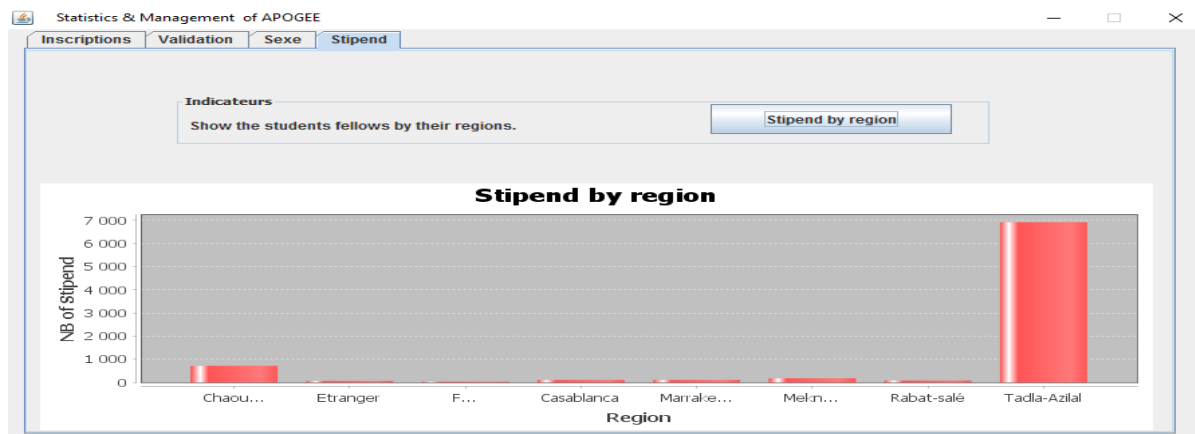 Statistics & Management of APOGEE
Inscriptions Validation Sexe Stipend
Indicateurs
Show the students fellows by their regions.
Stipend by region
Stipend by region
7 000
6 000
5 000
4 000
3 000
2 000
1 000
0
NB of Stipend
Chaou... Etranger F... Casablanca Marrake... Mekn... Rabat-salé Tadla-Azilal
Region